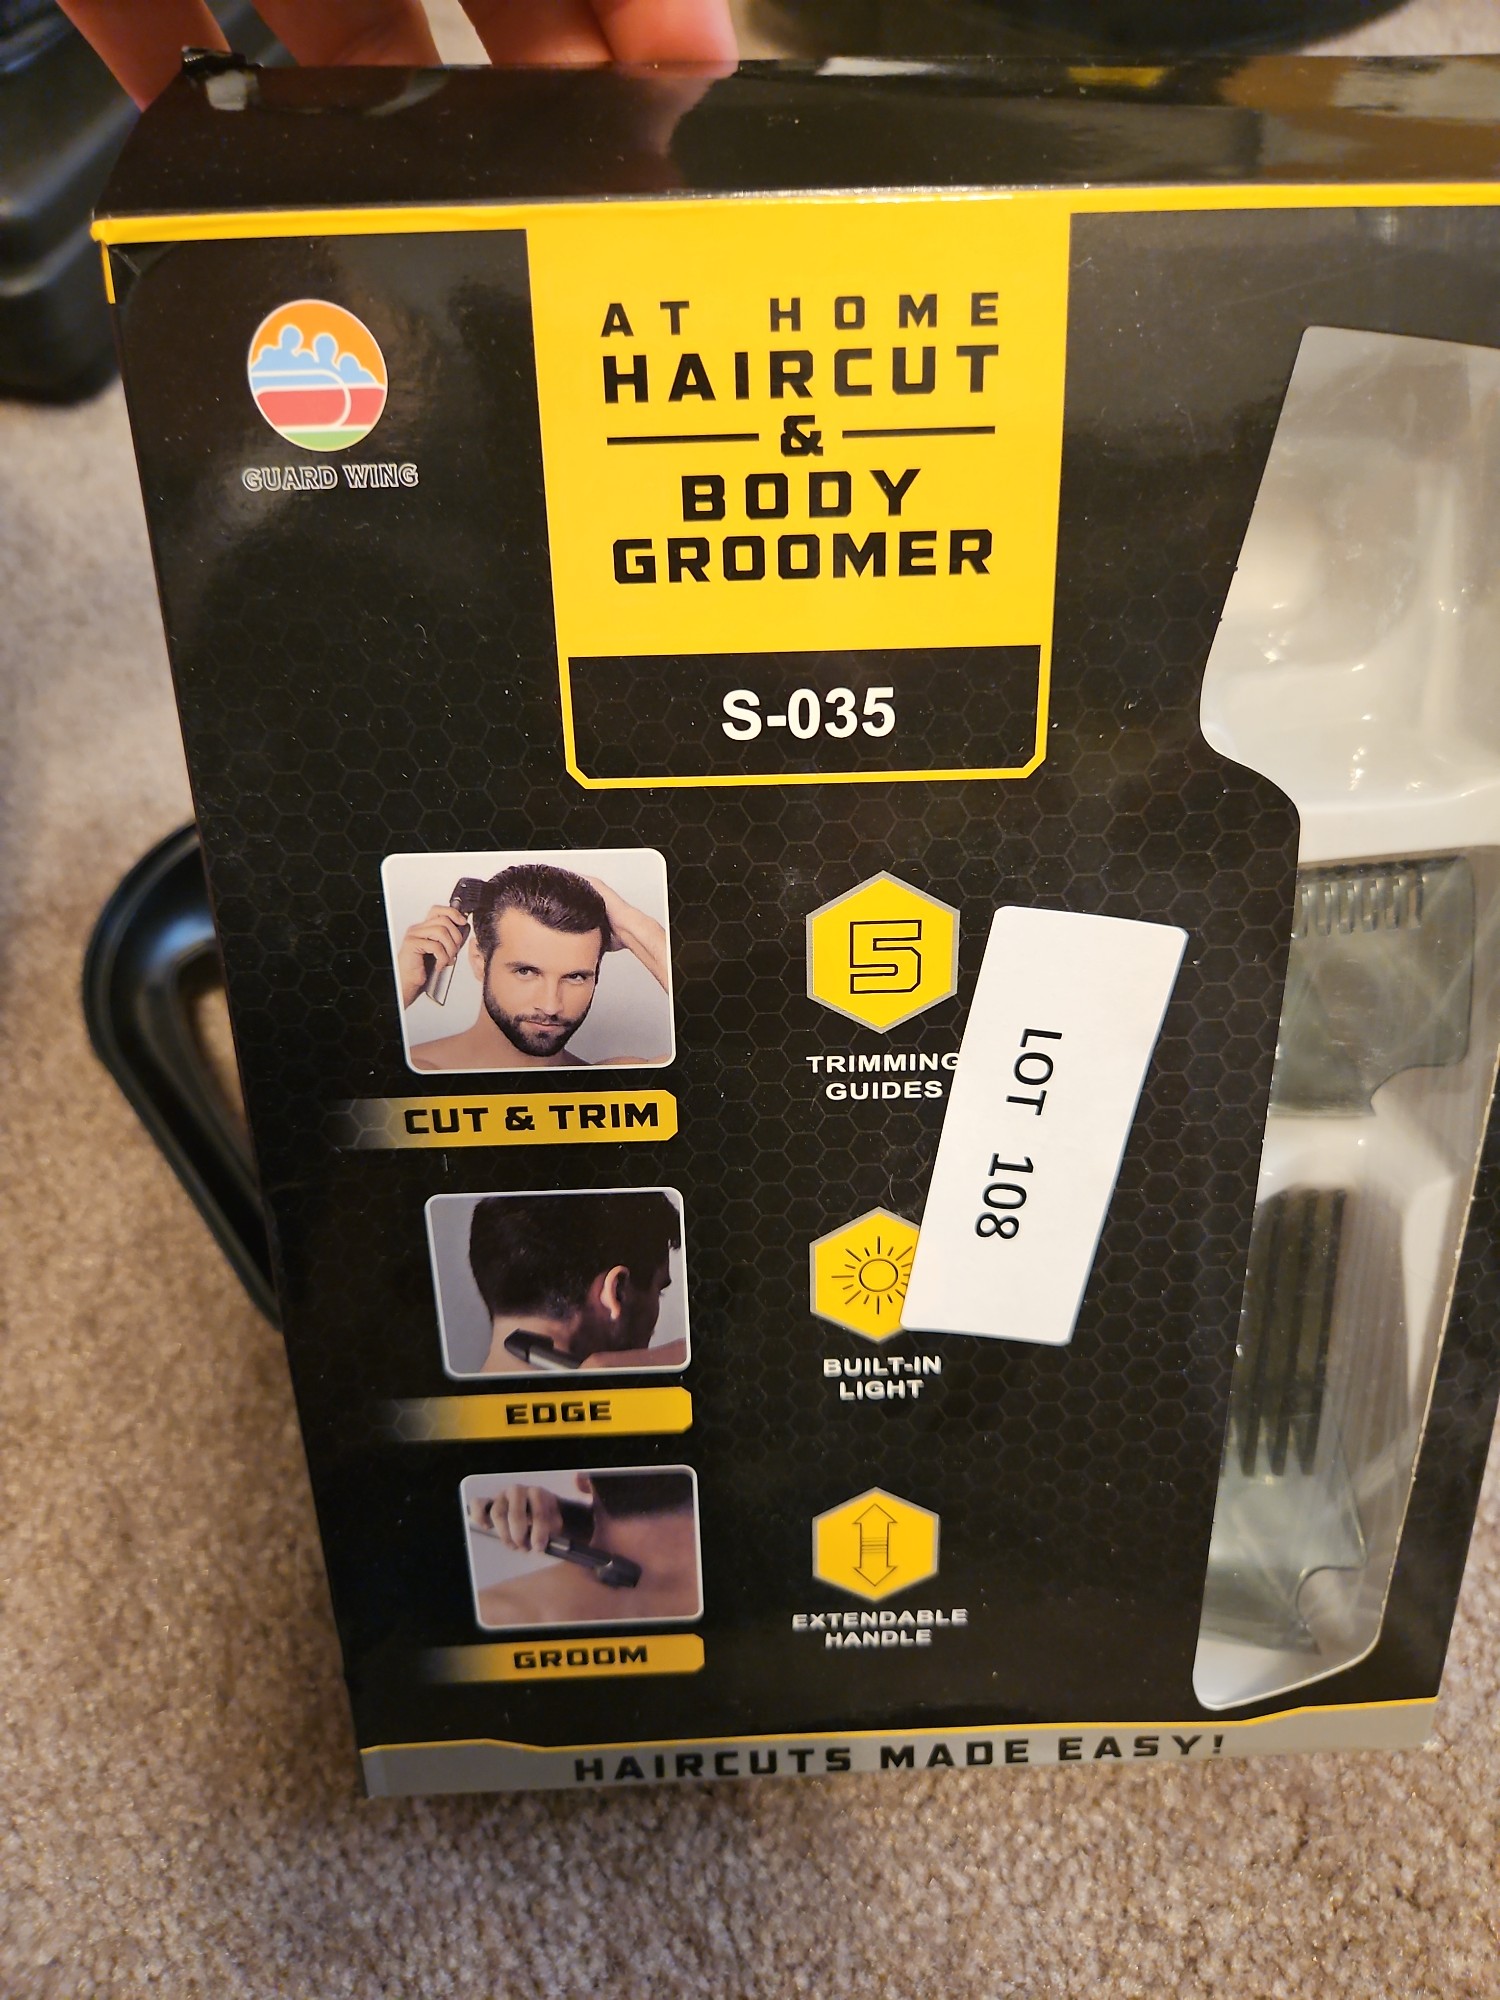 GUARD WING
AT HOME
HAIRCUT
&
BODY
GROOMER
S-035
CUT & TRIM
EDGE
GROOM
5
TRIMMING
GUIDES
LOT 108
BUILT-IN
LIGHT
EXTENDABLE
HANDLE
HAIRCUTS MADE EASY!